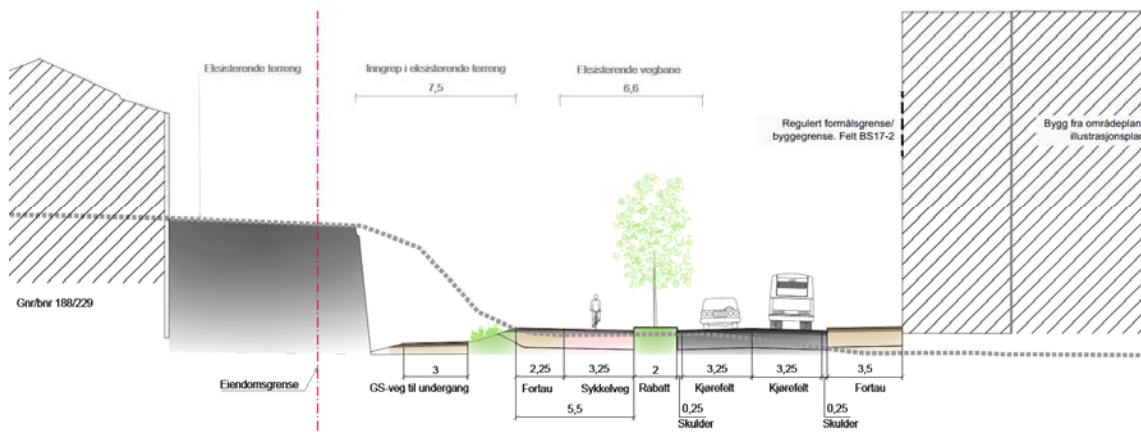 Eksisterende terreng
Inngrep i eksisterende terreng
7,5
Eksisterende vegbane
6,6
Regulert formålsgrense/
byggegrense. Felt BS17-2
Bygg fra områdeplan
illustrasjonsplan
Gnr/bnr 188/229
Eiendomsgrense
3
GS-veg til undergang
2,25
Fortau
3,25
Sykkelveg
2
Rabatt
3,25
Kjørefelt
3,25
Kjørefelt
3,5
Fortau
5,5
0,25
Skulder
0,25
Skulder